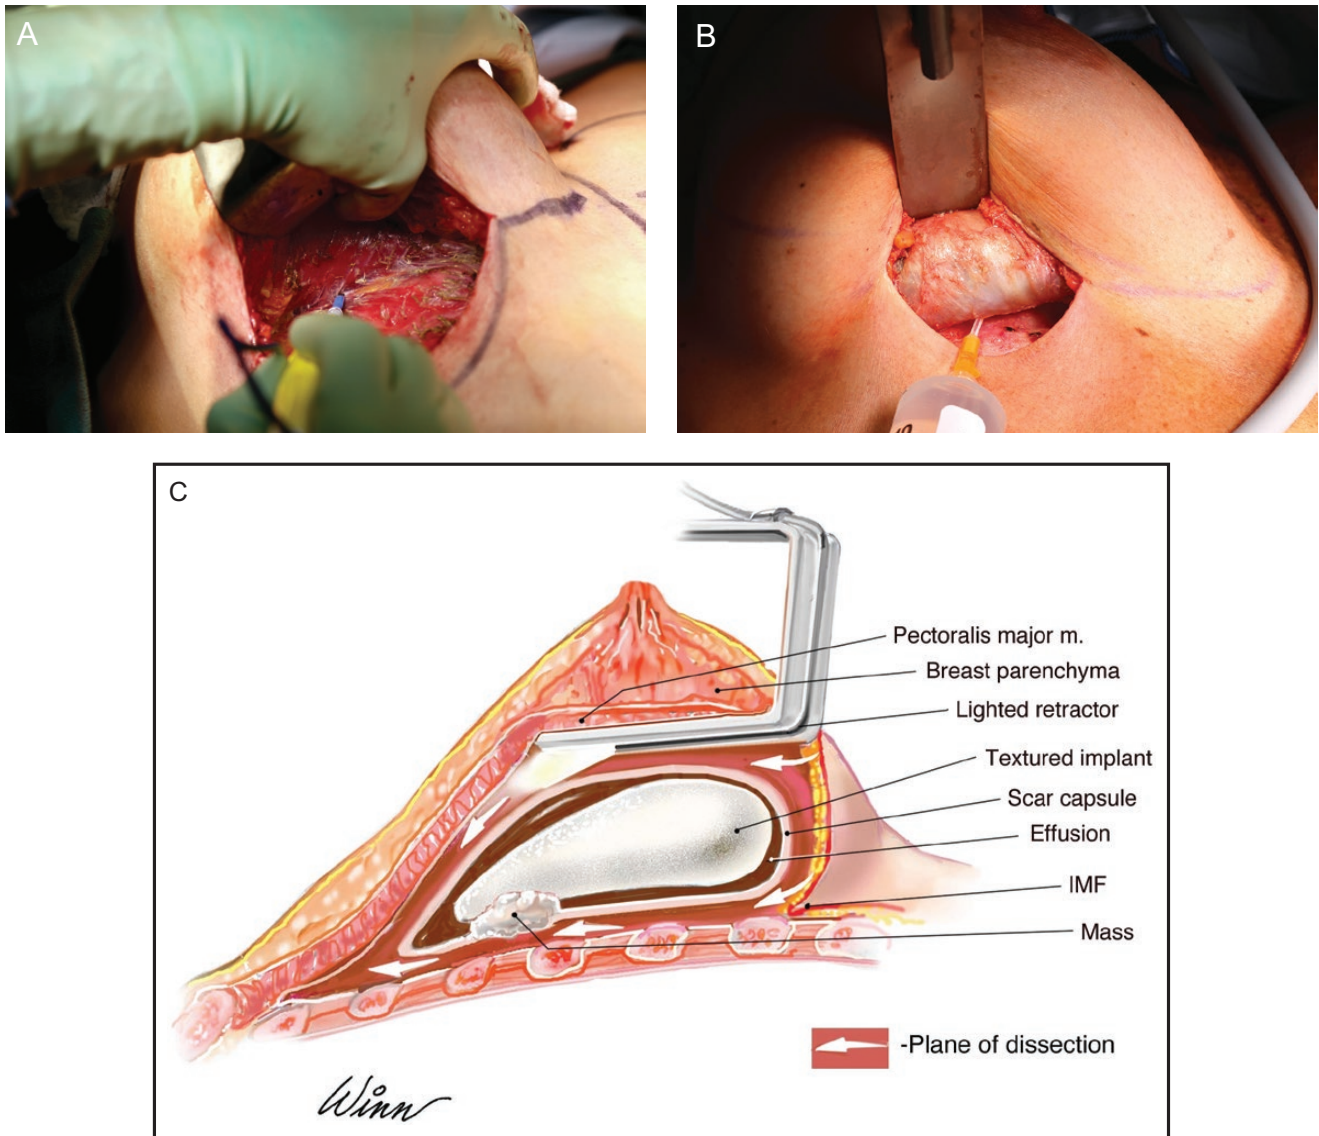 A
B
C
Pectoralis major m.
Breast parenchyma
Lighted retractor
Textured implant
Scar capsule
Effusion
IMF
Mass
-Plane of dissection
Winn